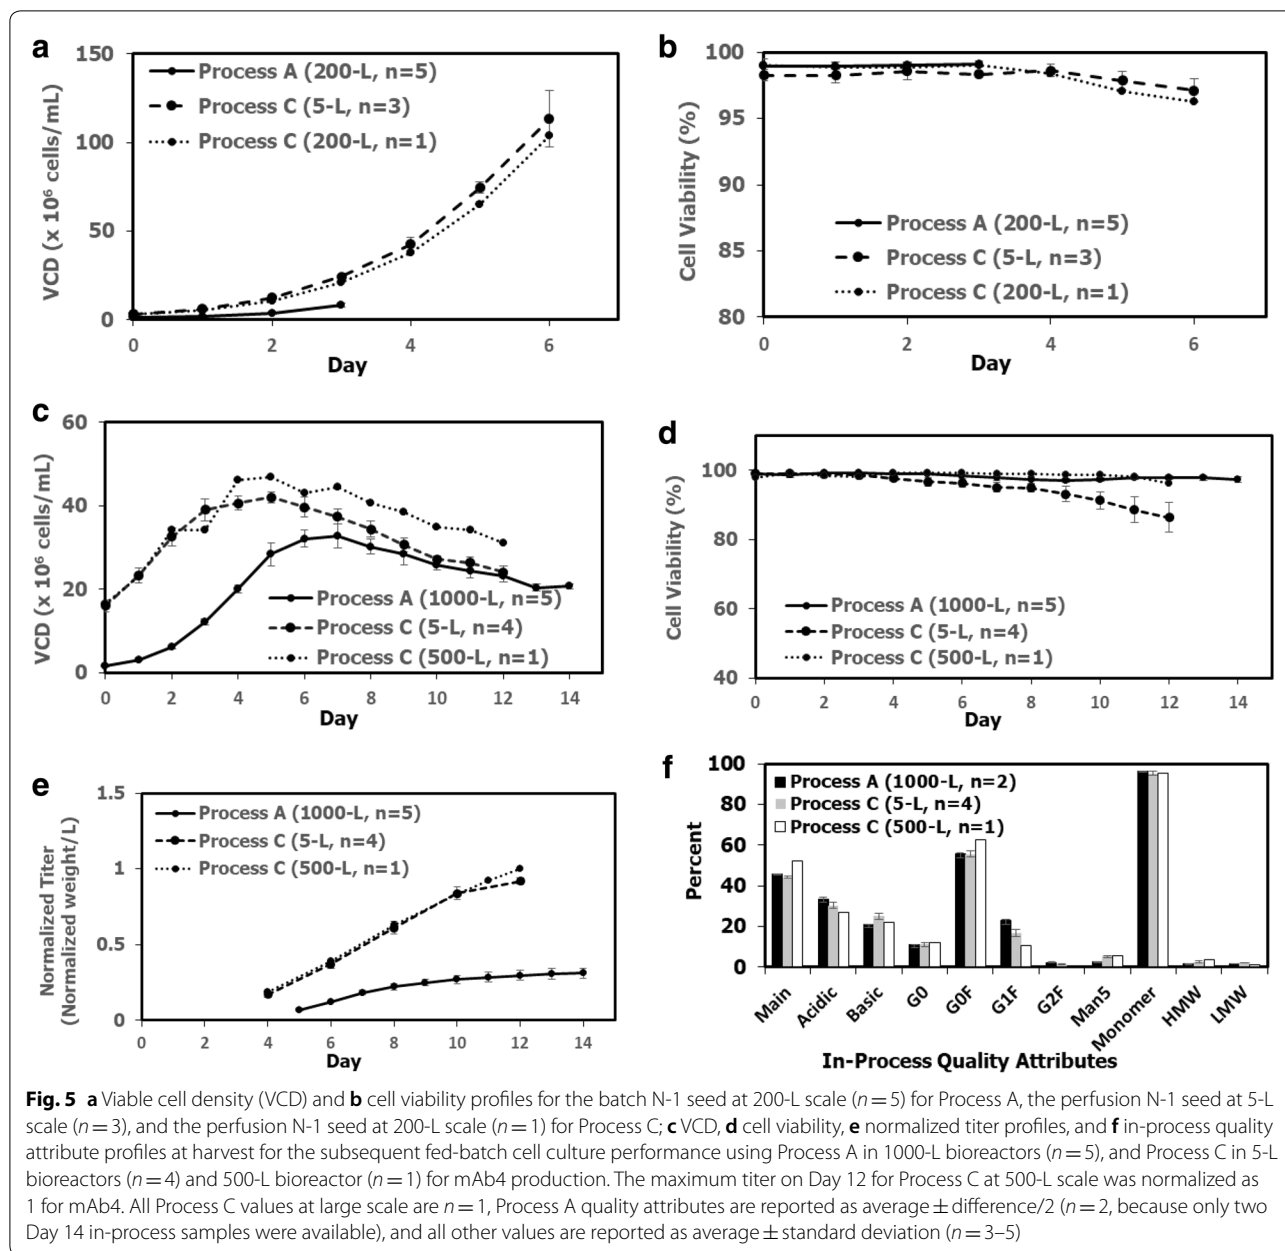 a
150
100
50
0
VCD (x 10⁶ cells/mL)
Process A (200-L, n=5)
Process C (5-L, n=3)
Process C (200-L, n=1)
0 2 4 6
Day
b
100
95
90
85
80
Cell Viability (%)
Process A (200-L, n=5)
Process C (5-L, n=3)
Process C (200-L, n=1)
0 2 4 6
Day
c
60
40
20
0
VCD (x 10⁶ cells/mL)
Process A (1000-L, n=5)
Process C (5-L, n=4)
Process C (500-L, n=1)
0 2 4 6 8 10 12 14
Day
d
100
80
60
40
Cell Viability (%)
Process A (1000-L, n=5)
Process C (5-L, n=4)
Process C (500-L, n=1)
0 2 4 6 8 10 12 14
Day
e
1.5
1
0.5
0
Normalized Titer
(Normalized weight/L)
Process A (1000-L, n=5)
Process C (5-L, n=4)
Process C (500-L, n=1)
0 2 4 6 8 10 12 14
Day
f
100
80
60
40
20
0
Percent
Process A (1000-L, n=2)
Process C (5-L, n=4)
Process C (500-L, n=1)
Main Acidic Basic G0 G0F G1F G2F Man5 Monomer HMW LMW
In-Process Quality Attributes
Fig. 5 a Viable cell density (VCD) and b cell viability profiles for the batch N-1 seed at 200-L scale (n = 5) for Process A, the perfusion N-1 seed at 5-L
scale (n = 3), and the perfusion N-1 seed at 200-L scale (n = 1) for Process C; c VCD, d cell viability, e normalized titer profiles, and f in-process quality
attribute profiles at harvest for the subsequent fed-batch cell culture performance using Process A in 1000-L bioreactors (n = 5), and Process C in 5-L
bioreactors (n = 4) and 500-L bioreactor (n = 1) for mAb4 production. The maximum titer on Day 12 for Process C at 500-L scale was normalized as
1 for mAb4. All Process C values at large scale are n = 1, Process A quality attributes are reported as average ± difference/2 (n = 2, because only two
Day 14 in-process samples were available), and all other values are reported as average ± standard deviation (n = 3–5)